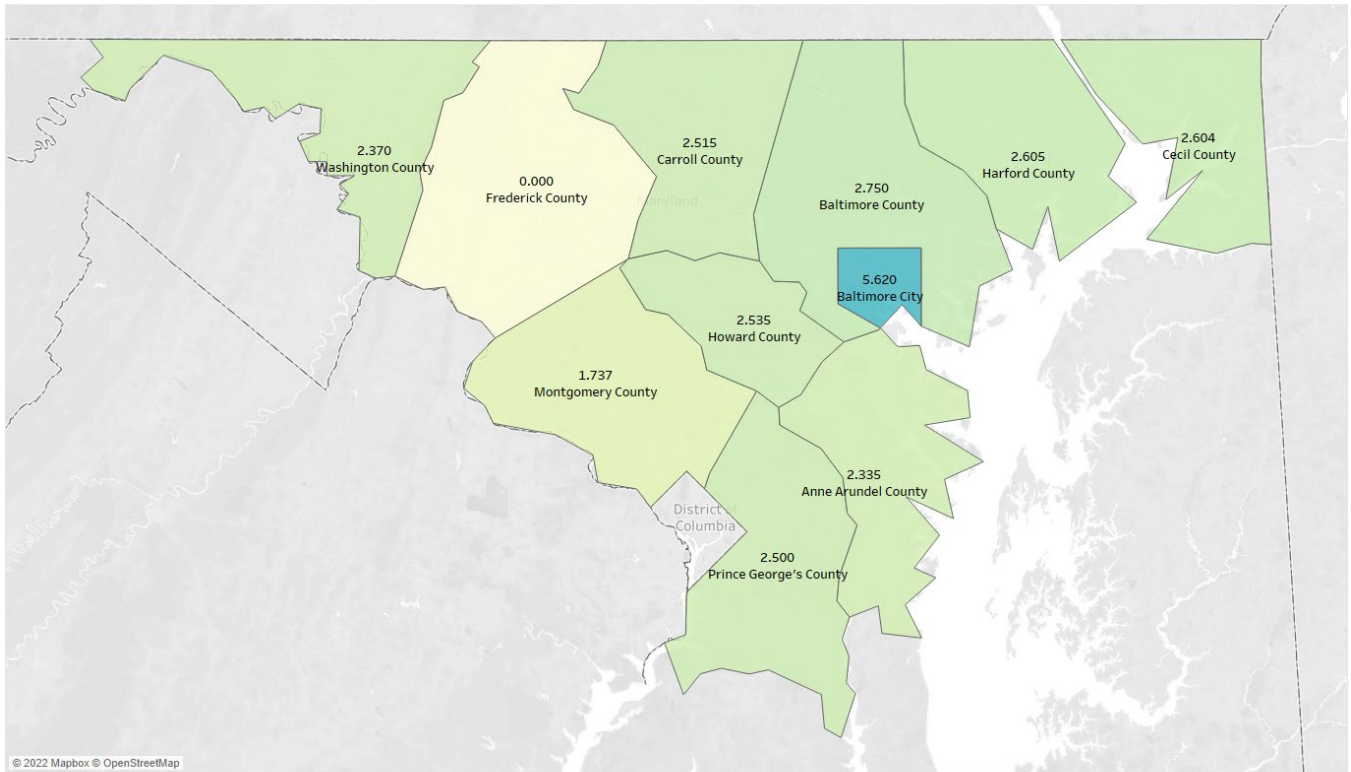 2.370
Washington County
0.000
Frederick County
2.515
Carroll County
2.750
Baltimore County
2.605
Harford County
2.604
Cecil County
Maryland
5.620
Baltimore City
2.535
Howard County
1.737
Montgomery County
2.335
Anne Arundel County
District of
Columbia
2.500
Prince George's County
© 2022 Mapbox © OpenStreetMap